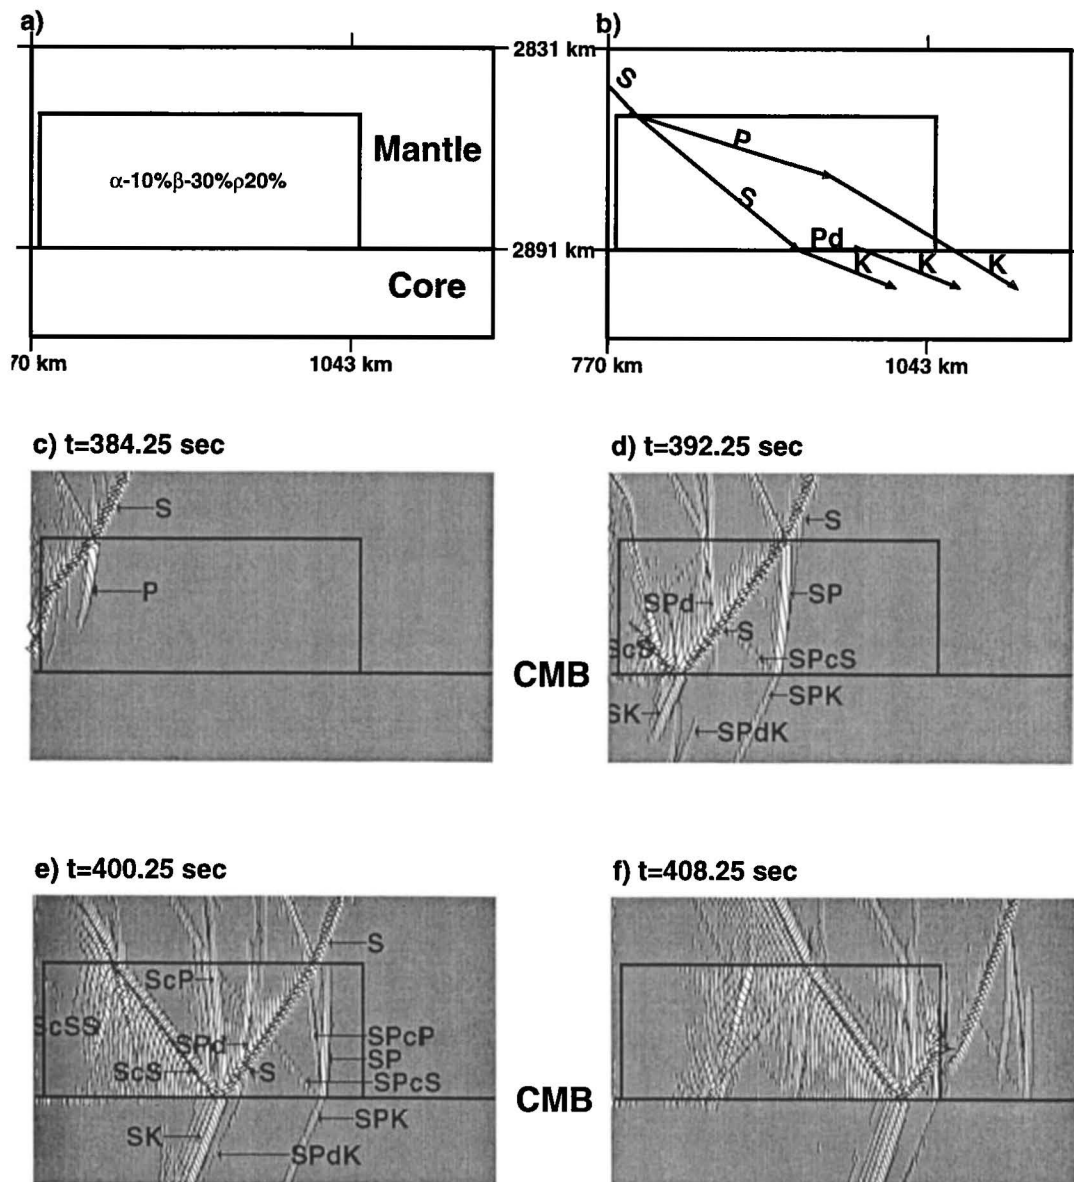 a)
b)
2831 km
Mantle
α-10%β-30%ρ20%
S
P
S
Pd
2891 km
K
K
K
Core
70 km
1043 km
770 km
1043 km
c) t=384.25 sec
d) t=392.25 sec
S
P
S
SPd
SP
S
ScS
SPcS
CMB
SPK
SK
SPdK
e) t=400.25 sec
f) t=408.25 sec
S
ScP
ScSS
SPcP
SPd
SP
ScS
S
SPcS
CMB
SPK
SK
SPdK